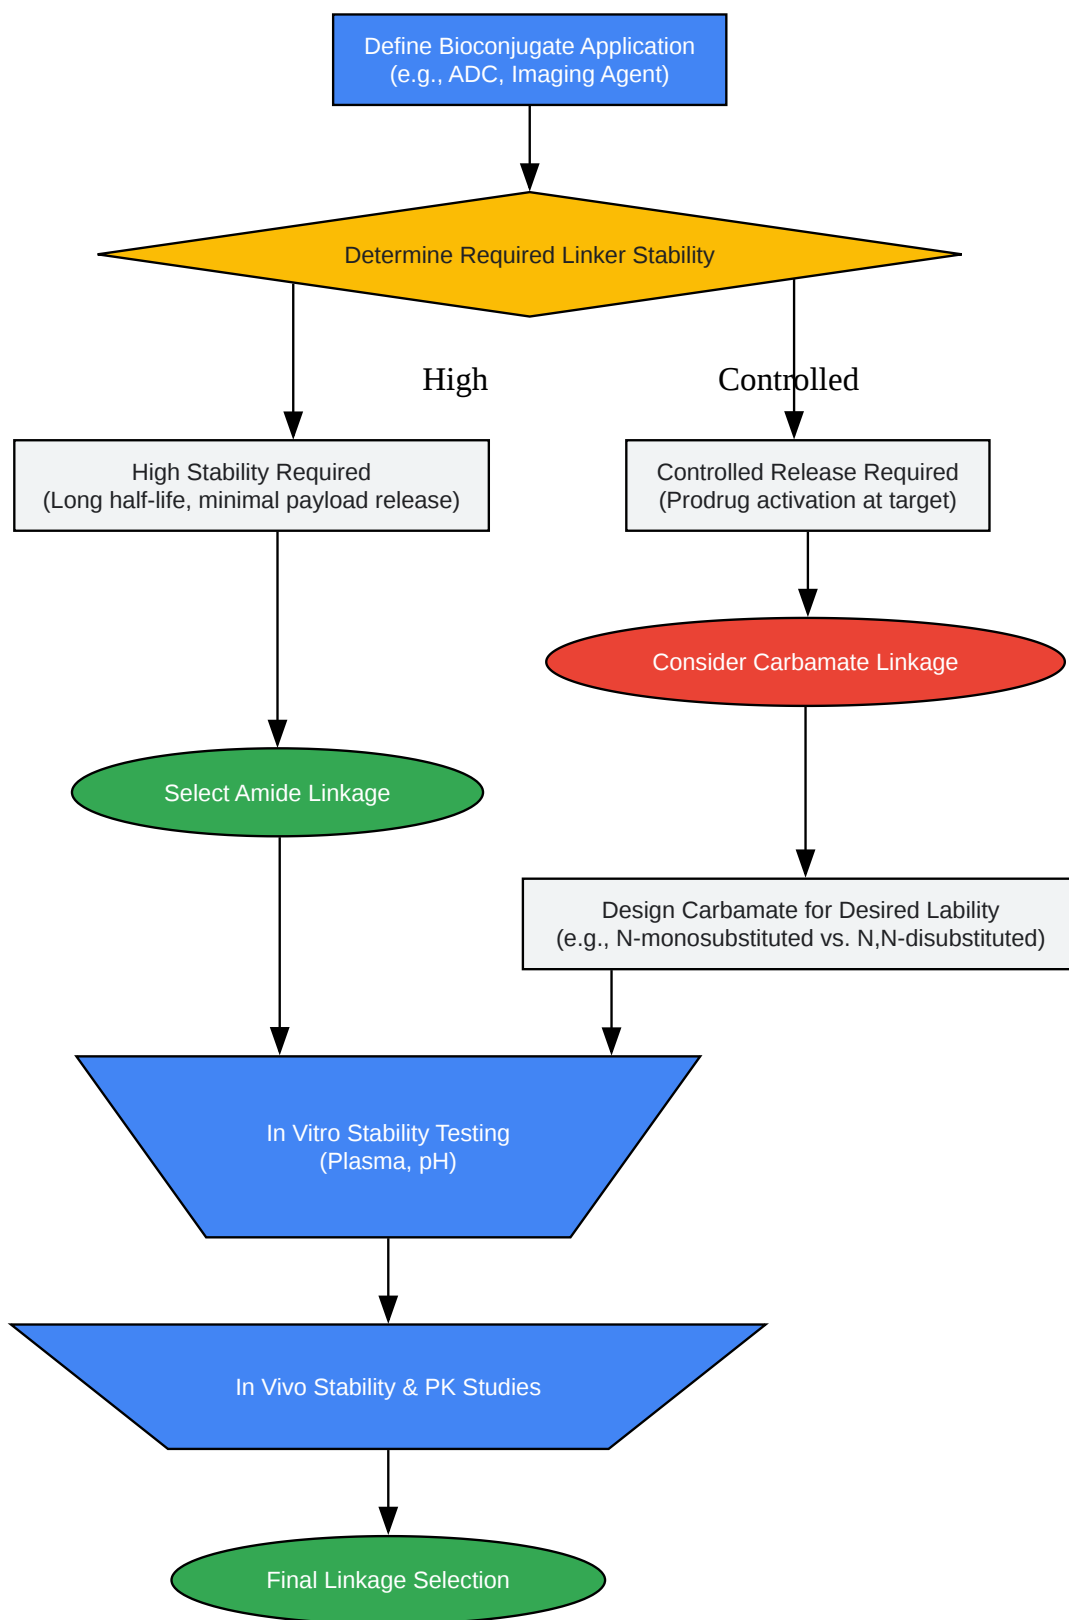 Define Bioconjugate Application
(e.g., ADC, Imaging Agent)
Determine Required Linker Stability
High
Controlled
High Stability Required
(Long half-life, minimal payload release)
Controlled Release Required
(Prodrug activation at target)
Consider Carbamate Linkage
Select Amide Linkage
Design Carbamate for Desired Lability
(e.g., N-monosubstituted vs. N,N-disubstituted)
In Vitro Stability Testing
(Plasma, pH)
In Vivo Stability & PK Studies
Final Linkage Selection